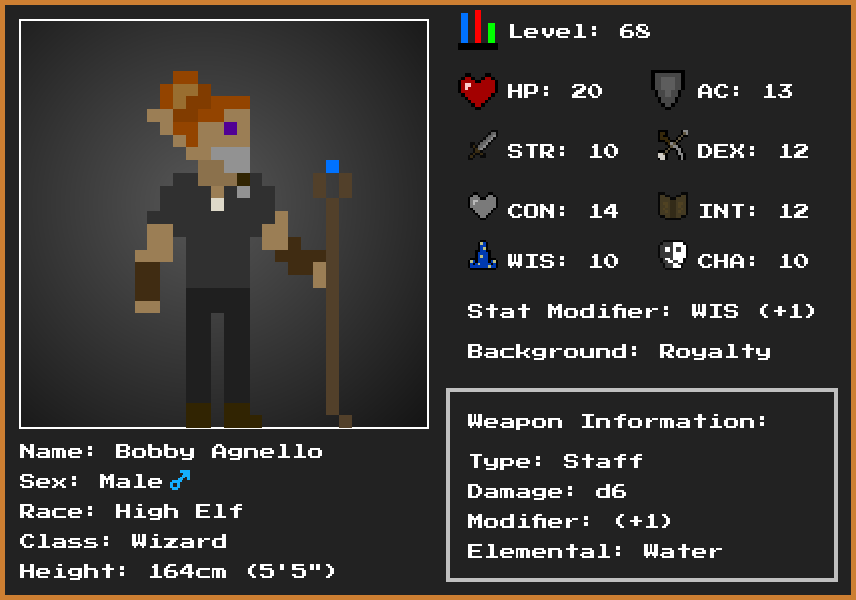 Level: 68
HP: 20 AC: 13
STR: 10 DEX: 12
CON: 14 INT: 12
WIS: 10 CHA: 10
Stat Modifier: WIS (+1)
Background: Royalty
Weapon Information:
Type: Staff
Damage: d6
Modifier: (+1)
Elemental: Water
Name: Bobby Agnello
Sex: Male♂
Race: High Elf
Class: Wizard
Height: 164cm (5'5")